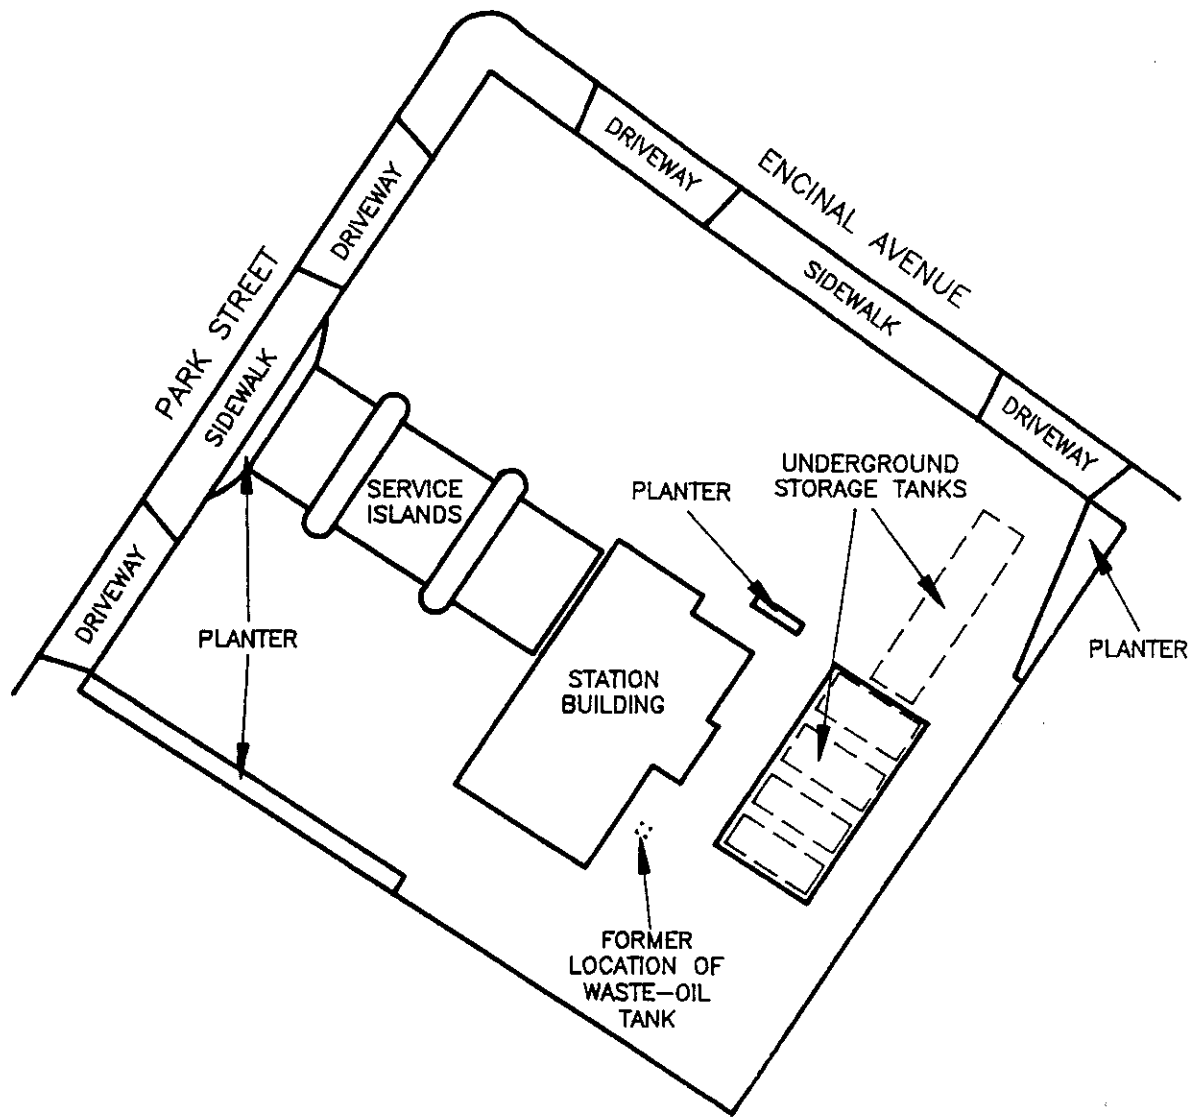 DRIVEWAY
ENCINAL AVENUE
SIDEWALK
DRIVEWAY
DRIVEWAY
PARK STREET
SIDEWALK
DRIVEWAY
SERVICE
ISLANDS
PLANTER
UNDERGROUND
STORAGE TANKS
PLANTER
PLANTER
STATION
BUILDING
PLANTER
FORMER
LOCATION OF
WASTE-OIL
TANK